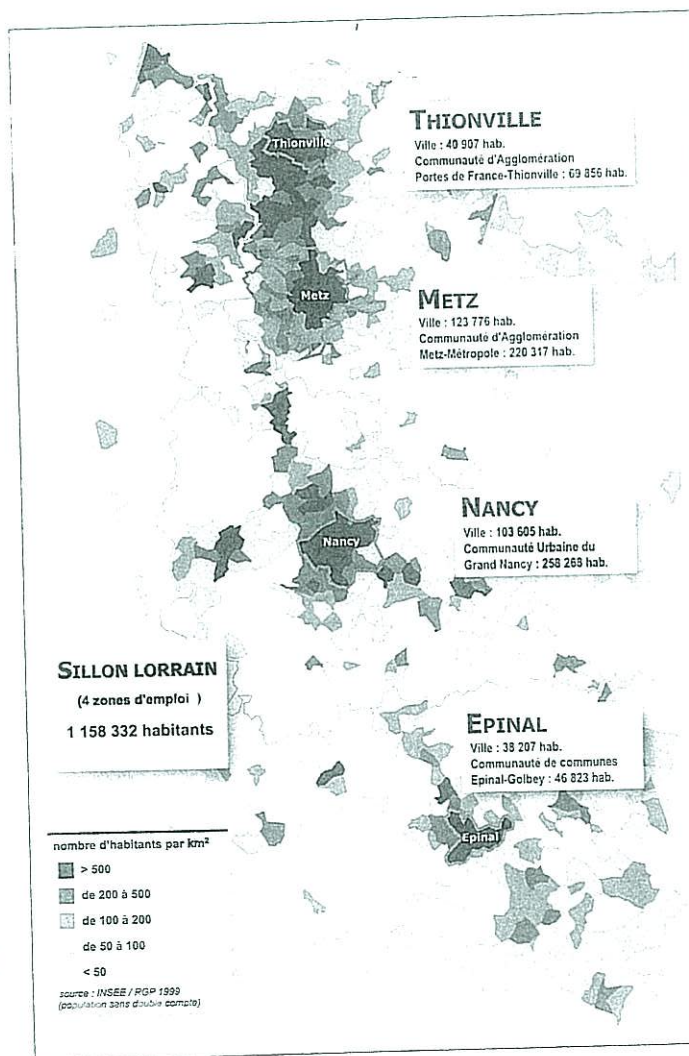 THIONVILLE
Ville : 40 907 hab.
Communauté d'Agglomération
Portes de France-Thionville : 69 856 hab.
Thionville
METZ
Ville : 123 776 hab.
Communauté d'Agglomération
Metz-Métropole : 220 317 hab.
Metz
NANCY
Ville : 103 605 hab.
Communauté Urbaine du
Grand Nancy : 258 268 hab.
Nancy
SILLON LORRAIN
(4 zones d'emploi )
1 158 332 habitants
EPINAL
Ville : 38 207 hab.
Communauté de communes
Epinal-Golbey : 46 823 hab.
Epinal
nombre d'habitants par km²
> 500
de 200 à 500
de 100 à 200
de 50 à 100
< 50
source : INSEE / RGP 1999
(population sans double compte)